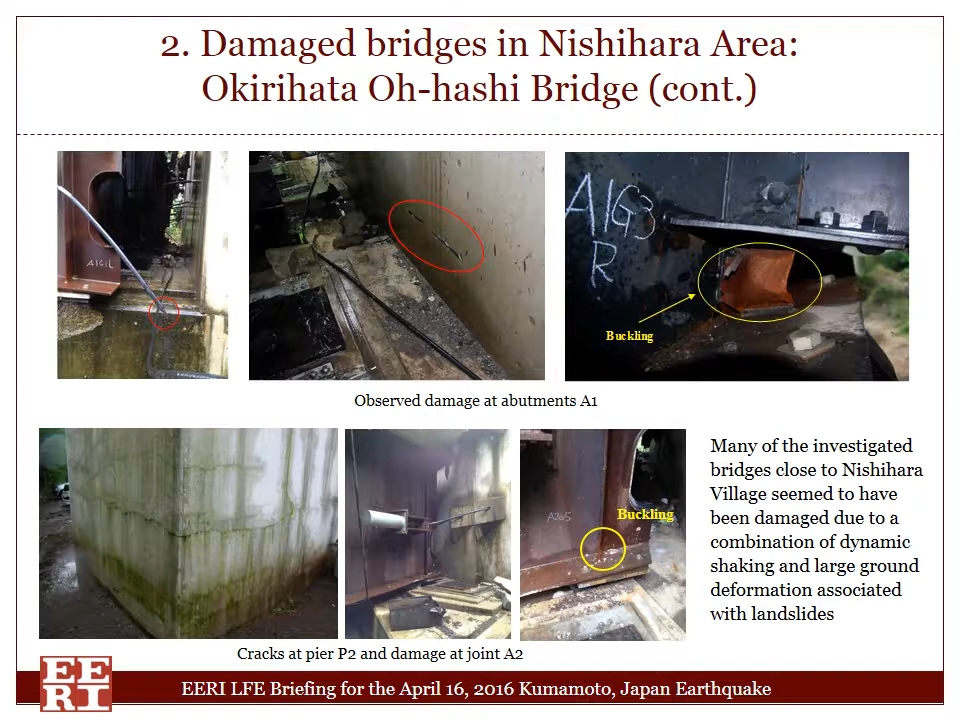 2. Damaged bridges in Nishihara Area:
Okirihata Oh-hashi Bridge (cont.)
A1G1L
A1G3
R
Buckling
Observed damage at abutments A1
A2G5
Buckling
Many of the investigated
bridges close to Nishihara
Village seemed to have
been damaged due to a
combination of dynamic
shaking and large ground
deformation associated
with landslides
Cracks at pier P2 and damage at joint A2
EERI
EERI LFE Briefing for the April 16, 2016 Kumamoto, Japan Earthquake